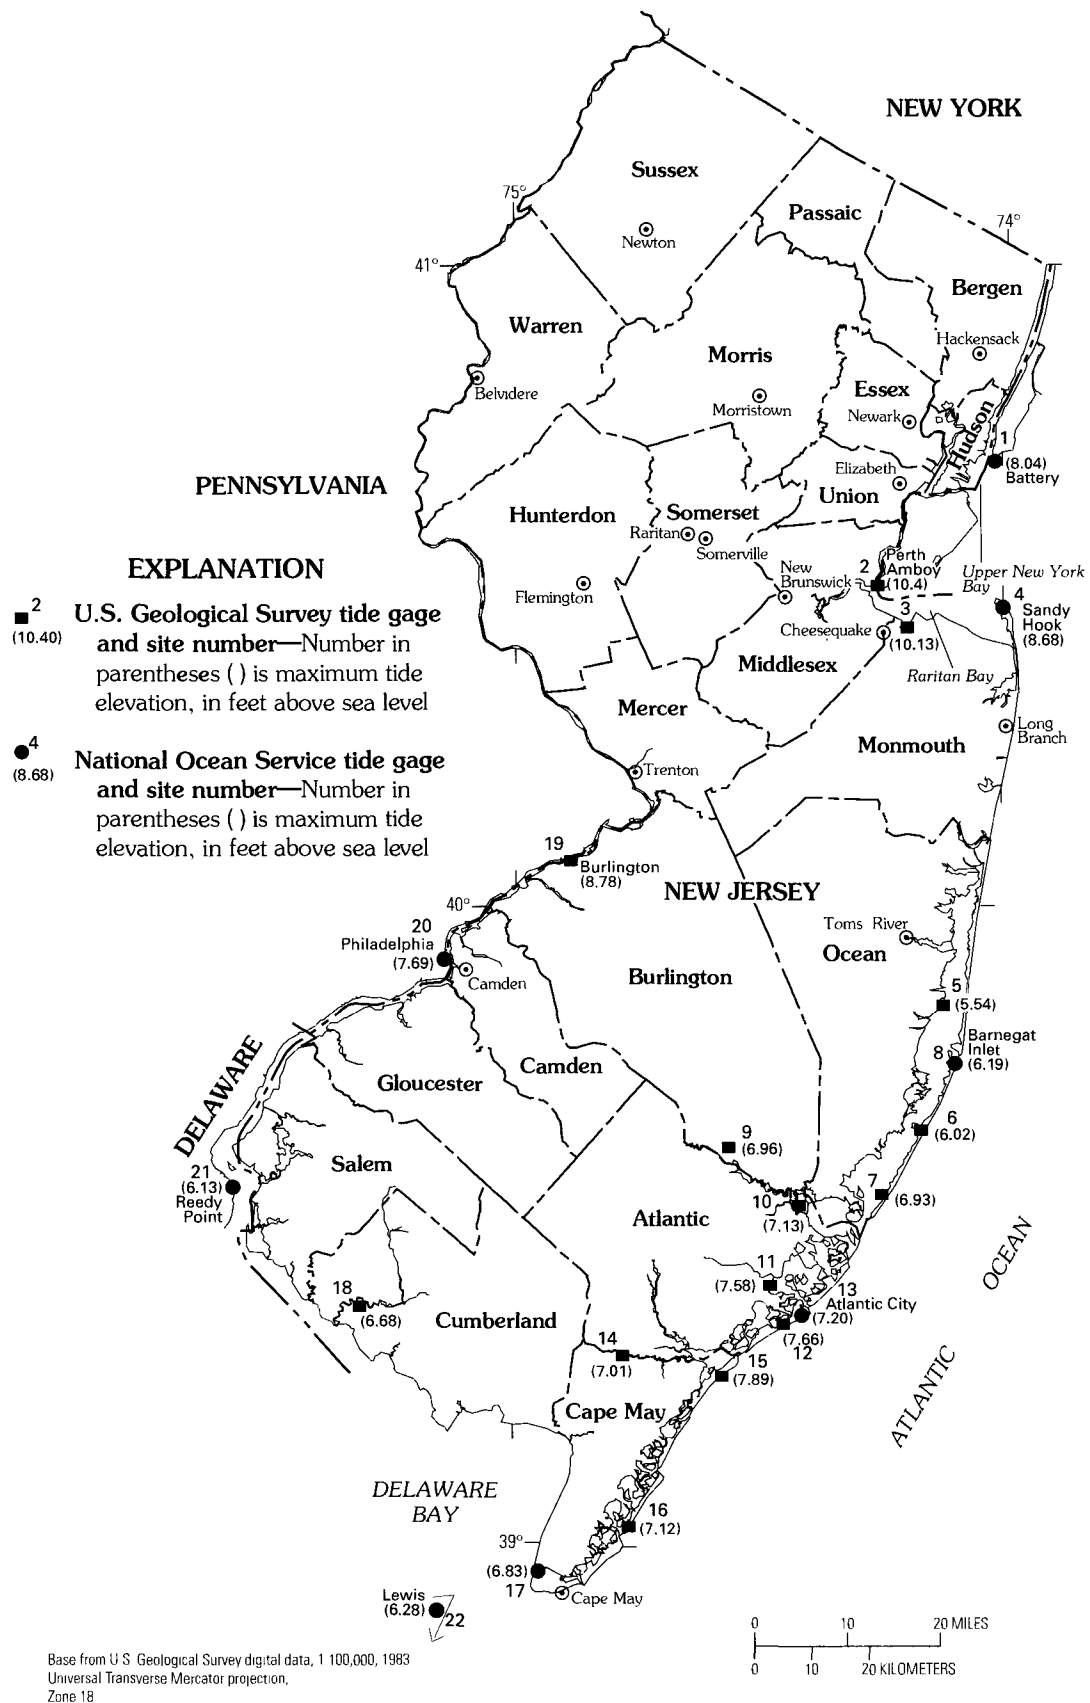 NEW YORK
Sussex
Passaic
75°
74°
Newton
41°
Bergen
Warren
Hackensack
Morris
Essex
Belvidere
Morristown
Newark
Hudson
1
(8.04)
Battery
Elizabeth
PENNSYLVANIA
Union
Hunterdon
Somerset
Raritan
Somerville
Perth
Amboy
(10.4)
2
New
Brunswick
Upper New York
Bay
Flemington
4
Sandy
Hook
(8.68)
3
(10.13)
Cheesequake
Middlesex
Raritan Bay
Mercer
Long
Branch
Monmouth
Trenton
EXPLANATION
2
(10.40)
U.S. Geological Survey tide gage
and site number—Number in
parentheses ( ) is maximum tide
elevation, in feet above sea level
4
(8.68)
National Ocean Service tide gage
and site number—Number in
parentheses ( ) is maximum tide
elevation, in feet above sea level
19
Burlington
(8.78)
NEW JERSEY
40°
20
Philadelphia
(7.69)
Toms River
Ocean
Camden
Burlington
5
(5.54)
Barnegat
Inlet
8
(6.19)
DELAWARE
Camden
Gloucester
6
(6.02)
9
(6.96)
Salem
21
(6.13)
Reedy
Point
7
(6.93)
10
(7.13)
Atlantic
OCEAN
11
(7.58)
13
Atlantic City
(7.20)
18
(6.68)
Cumberland
(7.66)
12
14
(7.01)
15
(7.89)
ATLANTIC
Cape May
DELAWARE
BAY
16
(7.12)
39°
(6.83)
17
Cape May
Lewis
(6.28)
22
0 10 20 MILES
0 10 20 KILOMETERS
Base from U S Geological Survey digital data, 1 100,000, 1983
Universal Transverse Mercator projection,
Zone 18